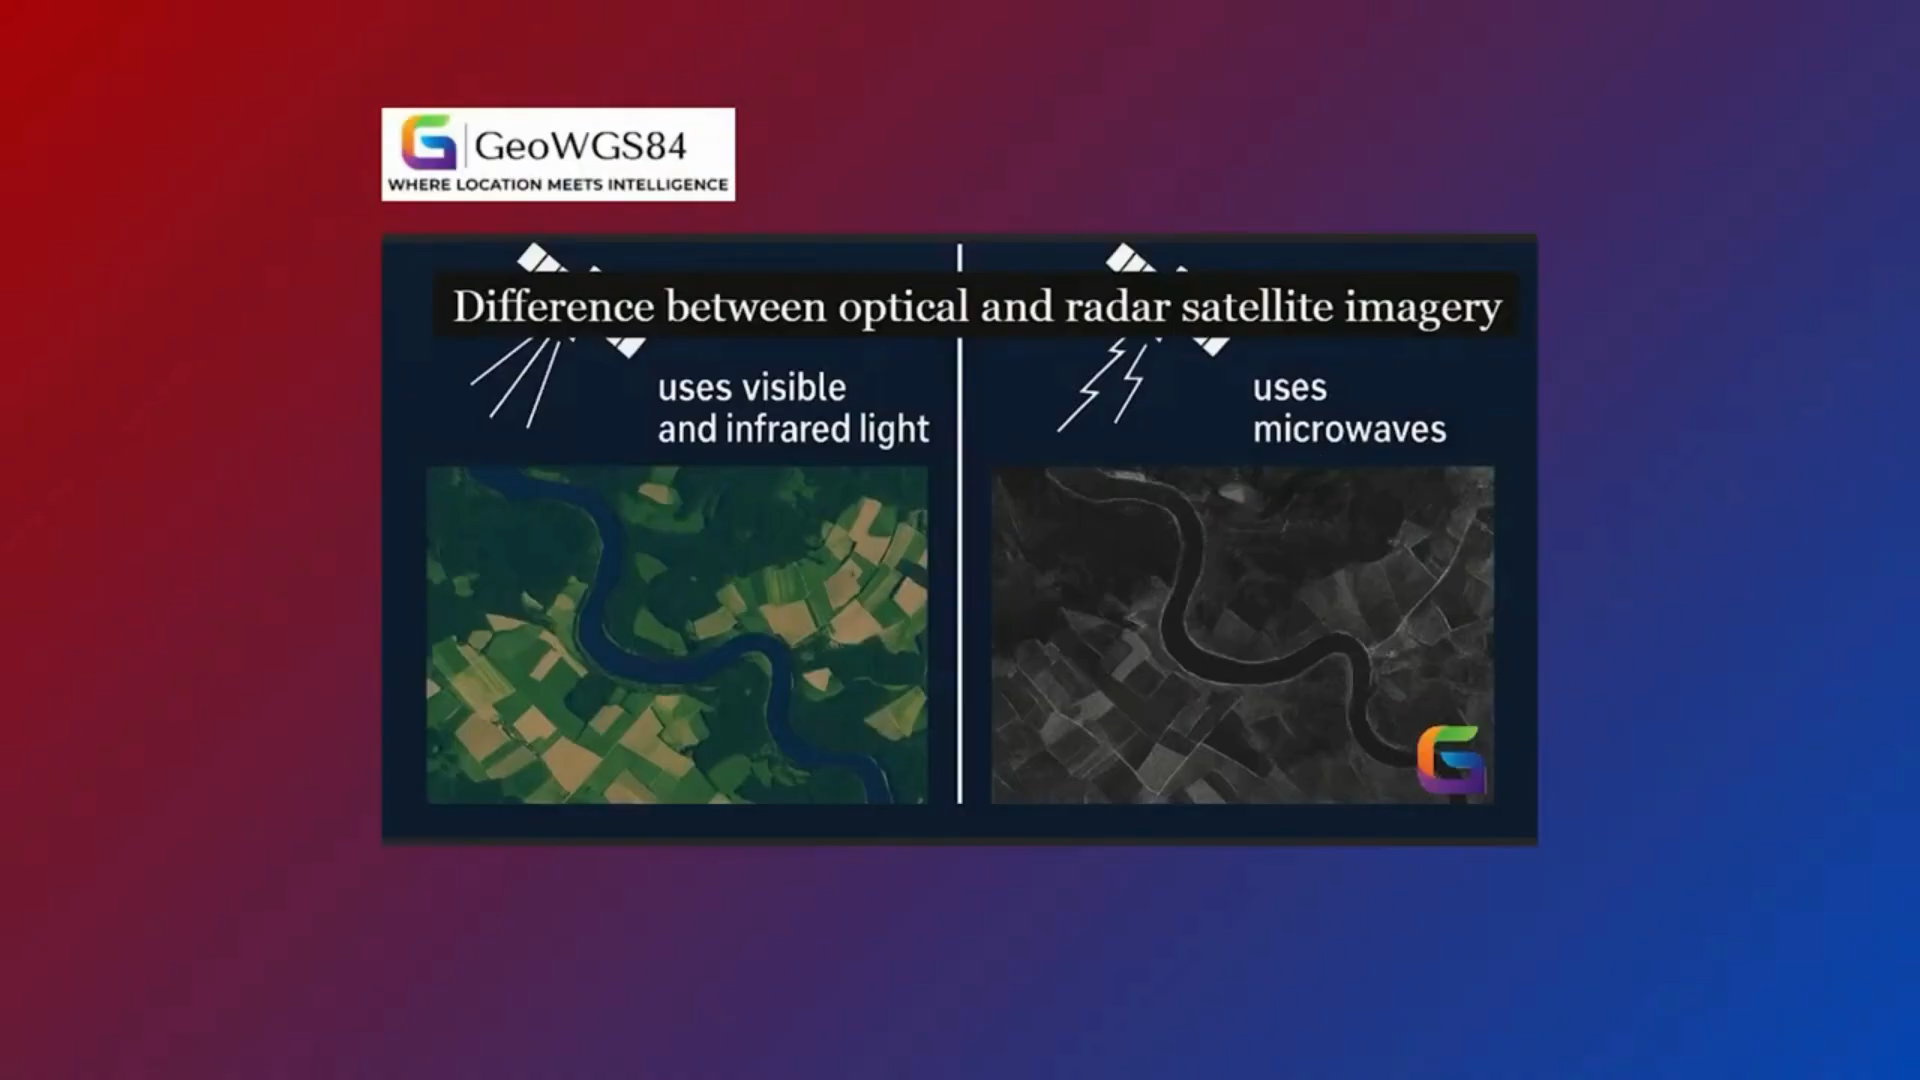 GeoWGS84
WHERE LOCATION MEETS INTELLIGENCE
Difference between optical and radar satellite imagery
uses visible
and infrared light
uses
microwaves